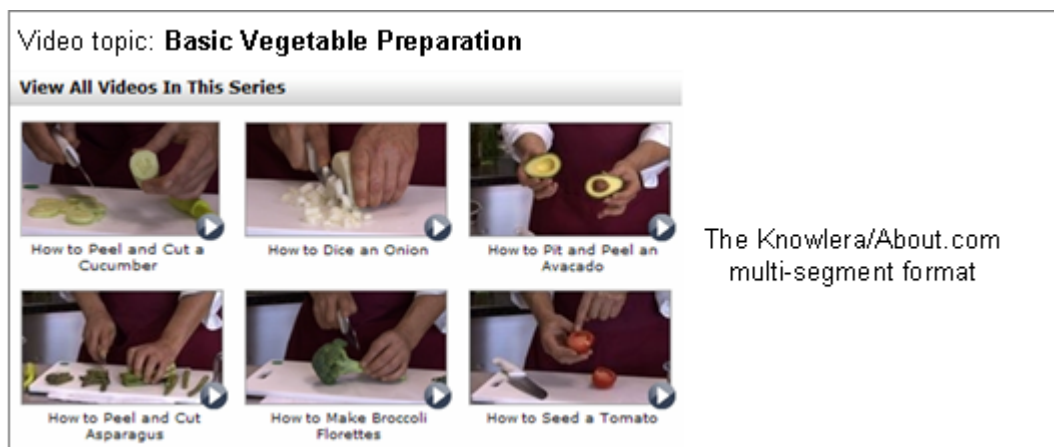 Video topic: Basic Vegetable Preparation
View All Videos In This Series
How to Peel and Cut a
Cucumber
How to Dice an Onion
How to Pit and Peel an
Avacado
How to Peel and Cut
Asparagus
How to Make Broccoli
Florettes
How to Seed a Tomato
The Knowlera/About.com
multi-segment format